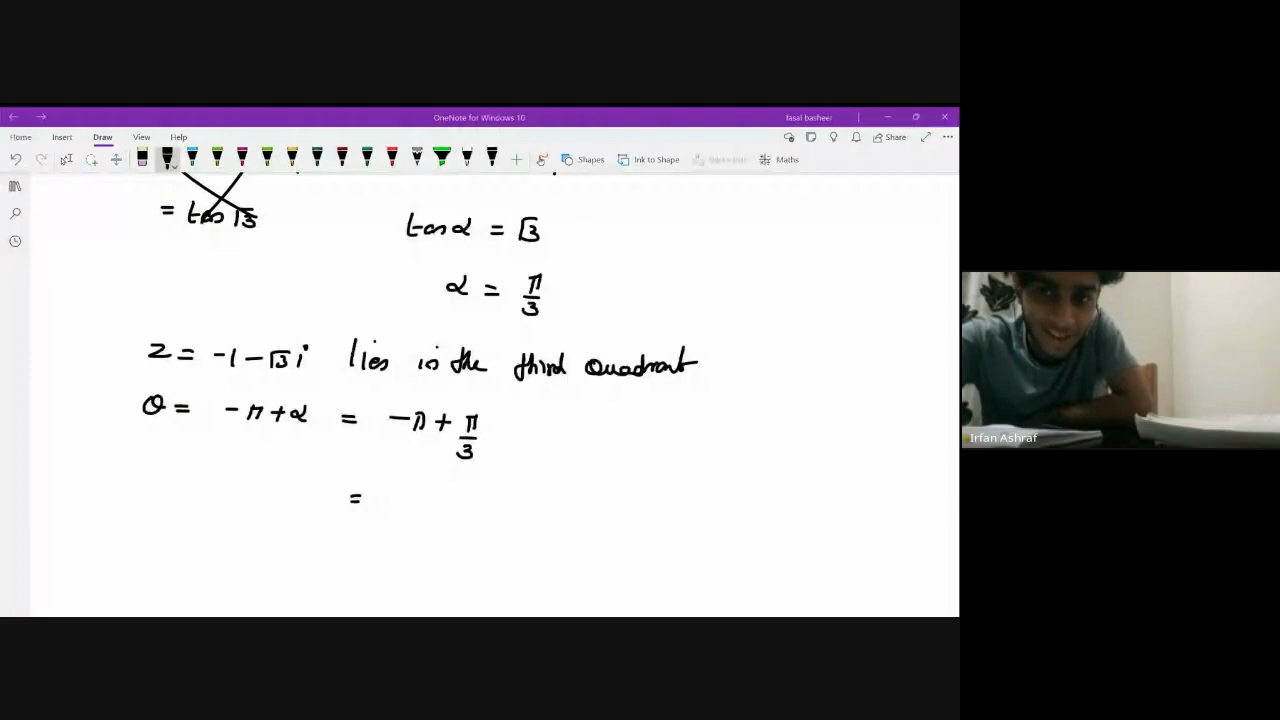 OneNote for Windows 10
fasal basheer
Home Insert Draw View Help
Share
Shapes Ink to Shape Maths
= tan √3
tan α = √3
α = π/3
Z = -1 - √3 i lies in the third Quadrant
θ = -π + α = -π + π/3
=
Irfan Ashraf